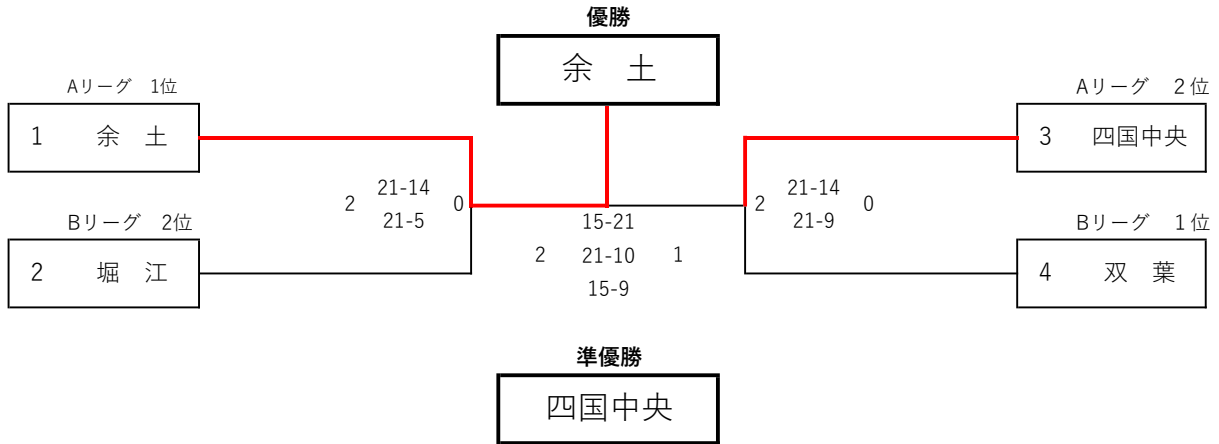 優勝
余　土
Aリーグ　1位
1　余　土
Aリーグ　2位
3　四国中央
2
21-14
21-5
0
2
21-14
21-9
0
Bリーグ　2位
2　堀　江
Bリーグ　1位
4　双　葉
2
15-21
21-10
15-9
1
準優勝
四国中央